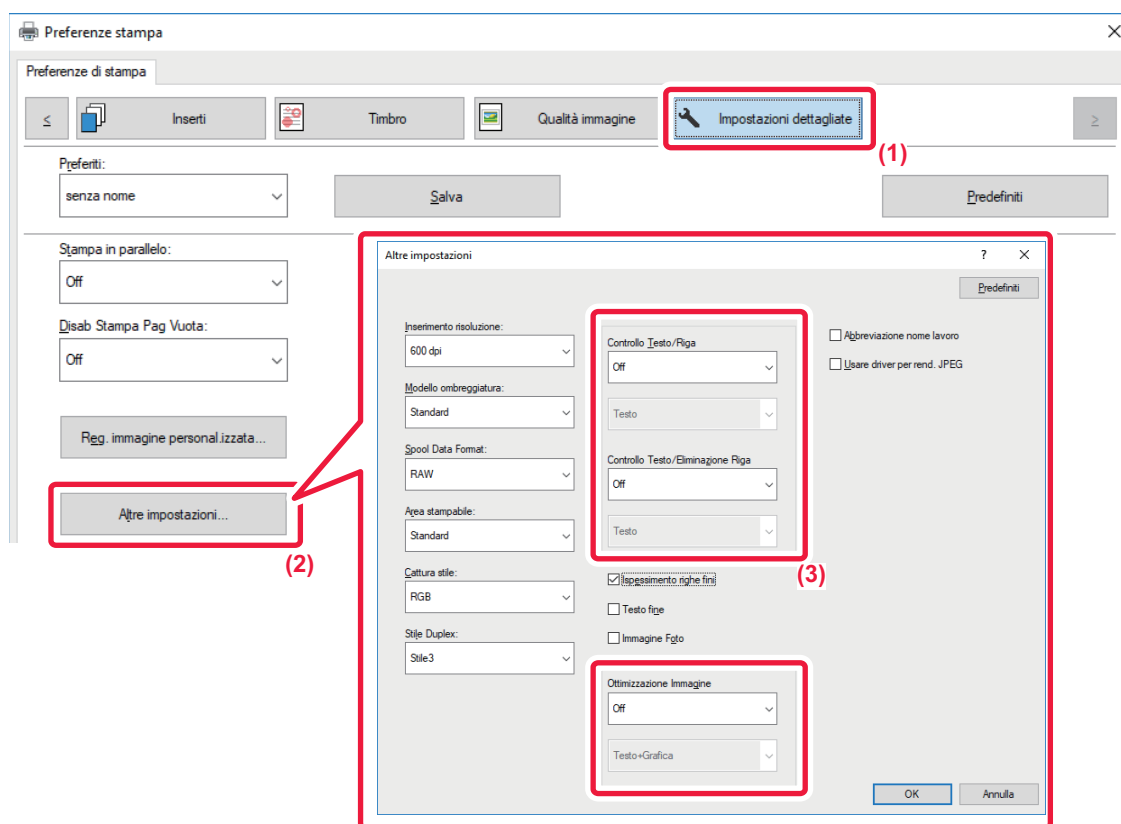 Preferenze stampa
Preferenze di stampa
<
Inserti
Timbro
Qualità immagine
Impostazioni dettagliate
>
(1)
Preferiti:
senza nome
Salva
Predefiniti
Stampa in parallelo:
Off
Disab Stampa Pag Vuota:
Off
Reg. immagine personal.izzata...
Altre impostazioni...
(2)
Altre impostazioni
?
Predefiniti
Inserimento risoluzione:
600 dpi
Modello ombreggiatura:
Standard
Spool Data Format:
RAW
Area stampabile:
Standard
Cattura stile:
RGB
Stile Duplex:
Stile3
Controllo Testo/Riga
Off
Testo
Controllo Testo/Eliminazione Riga
Off
Testo
(3)
Ispessimento righe fini
Testo fine
Immagine Foto
Ottimizzazione Immagine
Off
Testo+Grafica
Abbreviazione nome lavoro
Usare driver per rend. JPEG
OK
Annulla